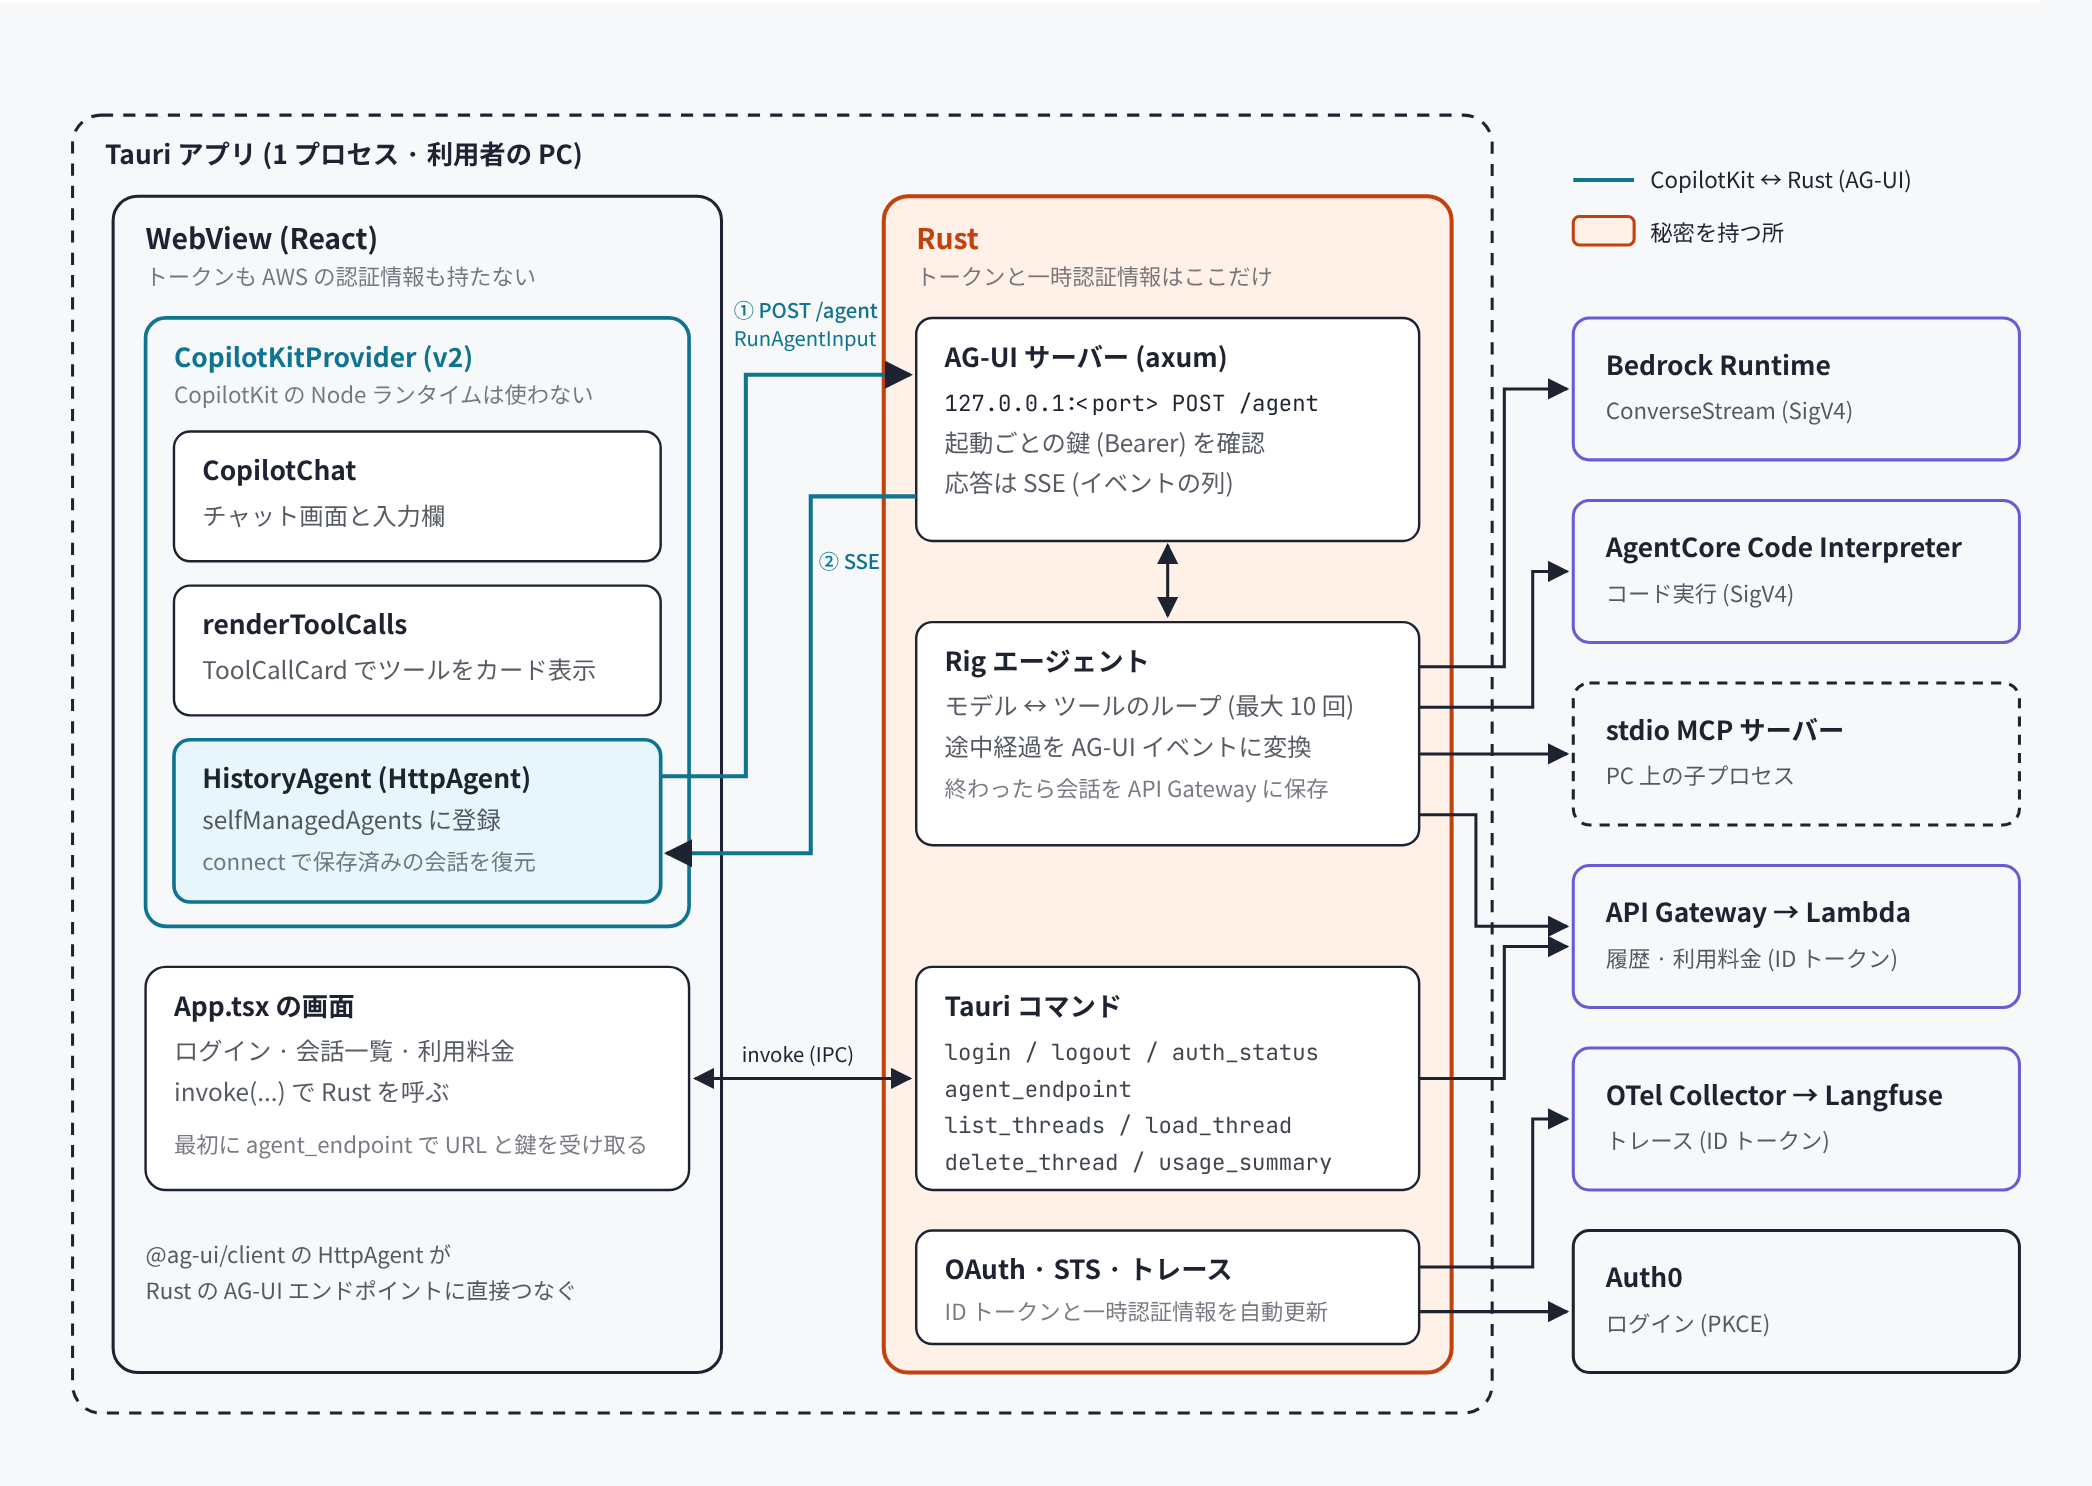 Tauri アプリ (1 プロセス · 利用者の PC)
WebView (React)
トークンも AWS の認証情報も持たない
CopilotKitProvider (v2)
CopilotKit の Node ランタイムは使わない
CopilotChat
チャット画面と入力欄
renderToolCalls
ToolCallCard でツールをカード表示
HistoryAgent (HttpAgent)
selfManagedAgents に登録
connect で保存済みの会話を復元
App.tsx の画面
ログイン · 会話一覧 · 利用料金
invoke(...) で Rust を呼ぶ
最初に agent_endpoint で URL と鍵を受け取る
@ag-ui/client の HttpAgent が
Rust の AG-UI エンドポイントに直接つなぐ
① POST /agent
RunAgentInput
② SSE
invoke (IPC)
Rust
トークンと一時認証情報はここだけ
AG-UI サーバー (axum)
127.0.0.1:<port> POST /agent
起動ごとの鍵 (Bearer) を確認
応答は SSE (イベントの列)
Rig エージェント
モデル ↔ ツールのループ (最大 10 回)
途中経過を AG-UI イベントに変換
終わったら会話を API Gateway に保存
Tauri コマンド
login / logout / auth_status
agent_endpoint
list_threads / load_thread
delete_thread / usage_summary
OAuth · STS · トレース
ID トークンと一時認証情報を自動更新
CopilotKit ↔ Rust (AG-UI)
秘密を持つ所
Bedrock Runtime
ConverseStream (SigV4)
AgentCore Code Interpreter
コード実行 (SigV4)
stdio MCP サーバー
PC 上の子プロセス
API Gateway → Lambda
履歴 · 利用料金 (ID トークン)
OTel Collector → Langfuse
トレース (ID トークン)
Auth0
ログイン (PKCE)